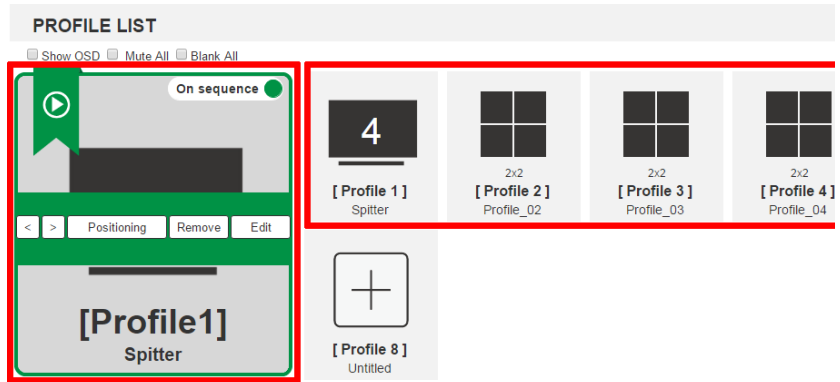 PROFILE LIST
Show OSD Mute All Blank All
On sequence
< > Positioning Remove Edit
[Profile1]
Spitter
4
[ Profile 1 ]
Spitter
2x2
[ Profile 2 ]
Profile_02
2x2
[ Profile 3 ]
Profile_03
2x2
[ Profile 4 ]
Profile_04
[ Profile 8 ]
Untitled